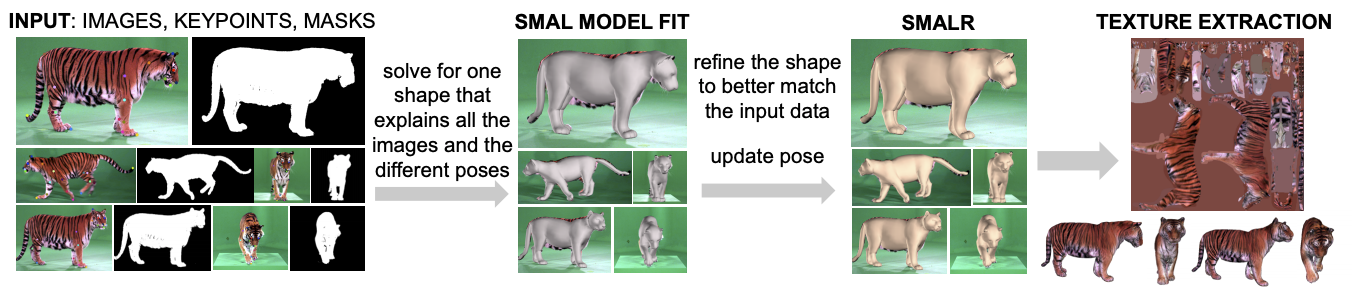 INPUT: IMAGES, KEYPOINTS, MASKS
solve for one
shape that
explains all the
images and the
different poses
SMAL MODEL FIT
refine the shape
to better match
the input data
update pose
SMALR
TEXTURE EXTRACTION